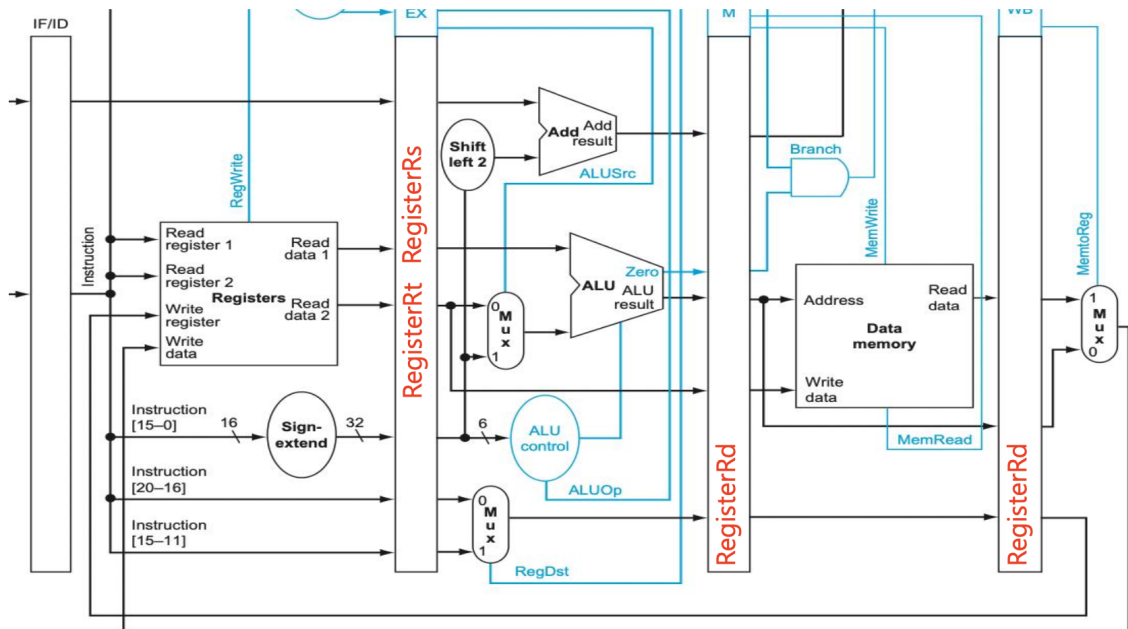 IF/ID
EX
M
WB
RegWrite
Instruction
RegisterRs
RegisterRt
Shift
left 2
Add
Add
result
ALUSrc
Branch
MemWrite
MemtoReg
Read
register 1
Read
register 2
Write
register
Write
data
Registers
Read
data 1
Read
data 2
0
Mux
1
ALU
Zero
ALU
result
Address
Write
data
Data
memory
Read
data
1
Mux
0
Instruction
[15–0]
16
Sign-
extend
32
6
ALU
control
MemRead
Instruction
[20–16]
Instruction
[15–11]
0
Mux
1
ALUOp
RegDst
RegisterRd
RegisterRd